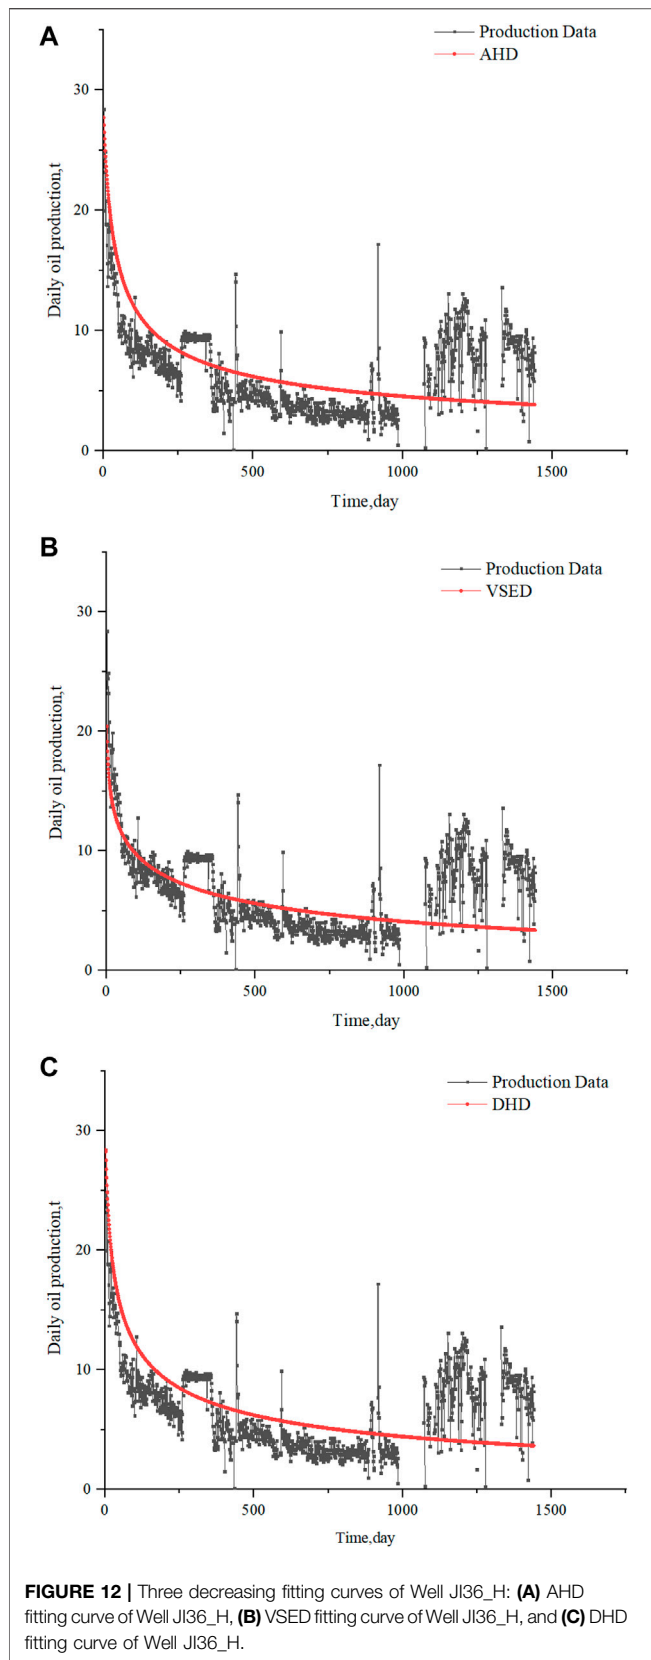 A
Production Data
AHD
30
20
10
0
Daily oil production,t
0
500
1000
1500
Time,day
B
Production Data
VSED
30
20
10
0
Daily oil production,t
0
500
1000
1500
Time,day
C
Production Data
DHD
30
20
10
0
Daily oil production,t
0
500
1000
1500
Time,day
FIGURE 12 | Three decreasing fitting curves of Well JI36_H: (A) AHD
fitting curve of Well JI36_H, (B) VSED fitting curve of Well JI36_H, and (C) DHD
fitting curve of Well JI36_H.